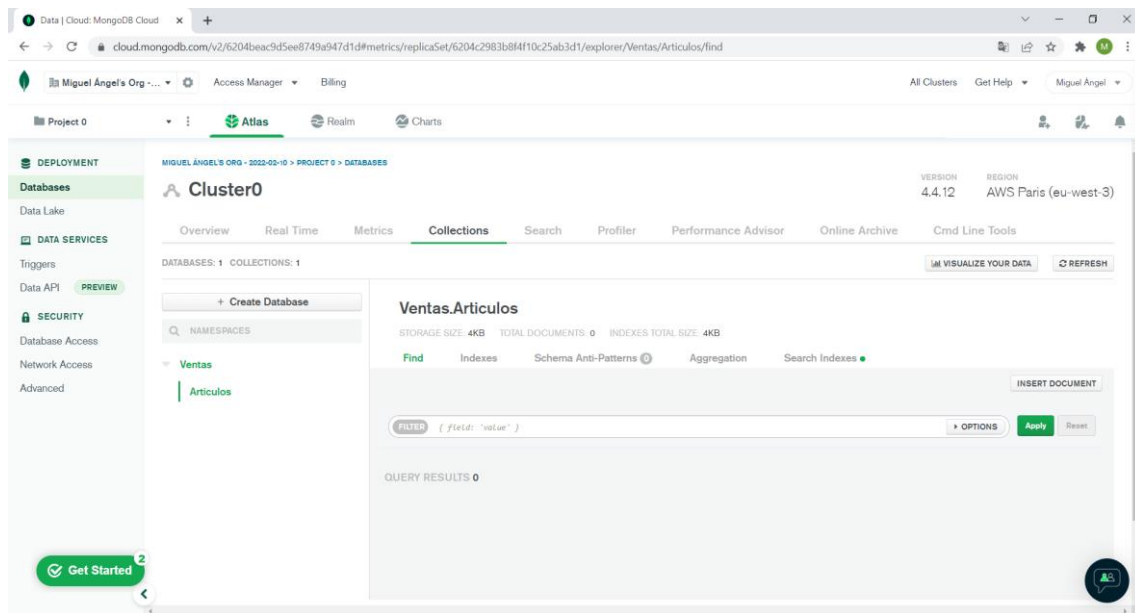 Data | Cloud: MongoDB Cloud
cloud.mongodb.com/v2/6204beac9d5ee8749a947d1d#metrics/replicaSet/6204c2983b8f4f10c25ab3d1/explorer/Ventas/Articulos/find
M
Miguel Ángel's Org -... Access Manager Billing All Clusters Get Help Miguel Ángel
Project 0 Atlas Realm Charts
DEPLOYMENT
Databases
Data Lake
DATA SERVICES
Triggers
Data API PREVIEW
SECURITY
Database Access
Network Access
Advanced
Get Started 2
MIGUEL ÁNGEL'S ORG - 2022-02-10 > PROJECT 0 > DATABASES
Cluster0
VERSION REGION
4.4.12 AWS Paris (eu-west-3)
Overview Real Time Metrics Collections Search Profiler Performance Advisor Online Archive Cmd Line Tools
DATABASES: 1 COLLECTIONS: 1 VISUALIZE YOUR DATA REFRESH
+ Create Database
NAMESPACES
Ventas
Articulos
Ventas.Articulos
STORAGE SIZE: 4KB TOTAL DOCUMENTS: 0 INDEXES TOTAL SIZE: 4KB
Find Indexes Schema Anti-Patterns 0 Aggregation Search Indexes
INSERT DOCUMENT
FILTER { field: 'value' } OPTIONS Apply Reset
QUERY RESULTS 0